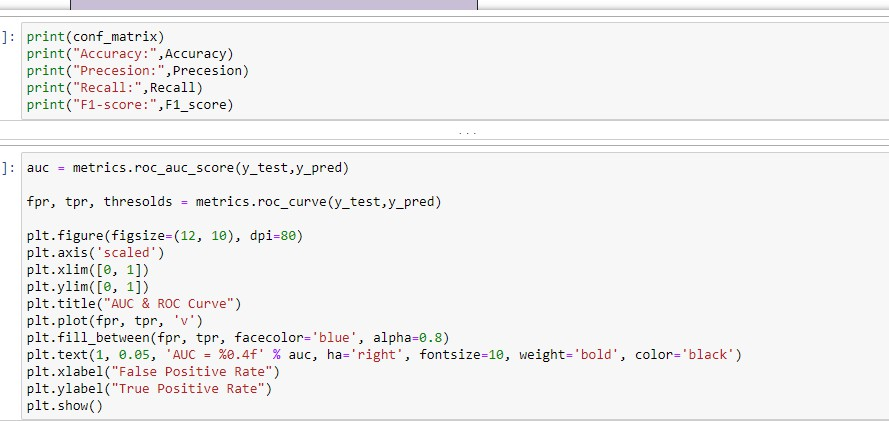 ]: print(conf_matrix)
print("Accuracy:",Accuracy)
print("Precesion:",Precesion)
print("Recall:",Recall)
print("F1-score:",F1_score)
...
]: auc = metrics.roc_auc_score(y_test,y_pred)
fpr, tpr, thresolds = metrics.roc_curve(y_test,y_pred)
plt.figure(figsize=(12, 10), dpi=80)
plt.axis('scaled')
plt.xlim([0, 1])
plt.ylim([0, 1])
plt.title("AUC & ROC Curve")
plt.plot(fpr, tpr, 'v')
plt.fill_between(fpr, tpr, facecolor='blue', alpha=0.8)
plt.text(1, 0.05, 'AUC = %0.4f' % auc, ha='right', fontsize=10, weight='bold', color='black')
plt.xlabel("False Positive Rate")
plt.ylabel("True Positive Rate")
plt.show()